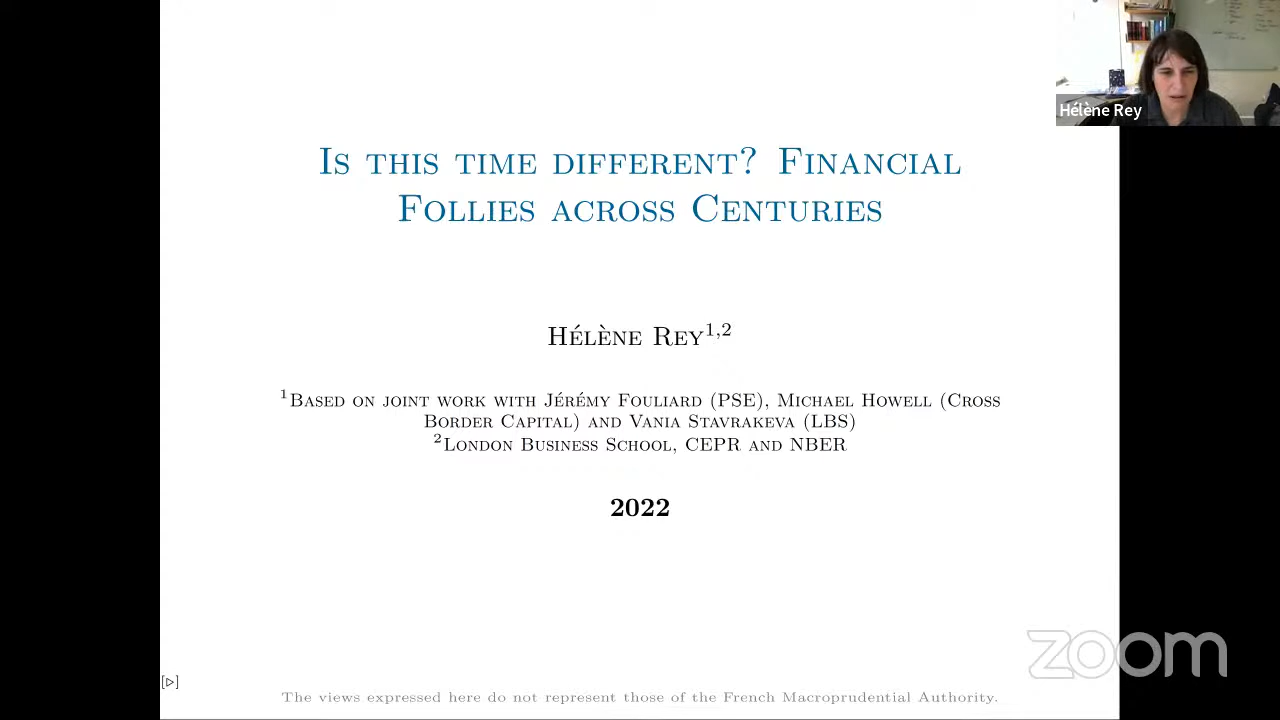 Hélène Rey
Is this time different? Financial
Follies across Centuries
Hélène Rey1,2
1Based on joint work with Jérémy Fouliard (PSE), Michael Howell (Cross
Border Capital) and Vania Stavrakeva (LBS)
2London Business School, CEPR and NBER
2022
zoom
The views expressed here do not represent those of the French Macroprudential Authority.